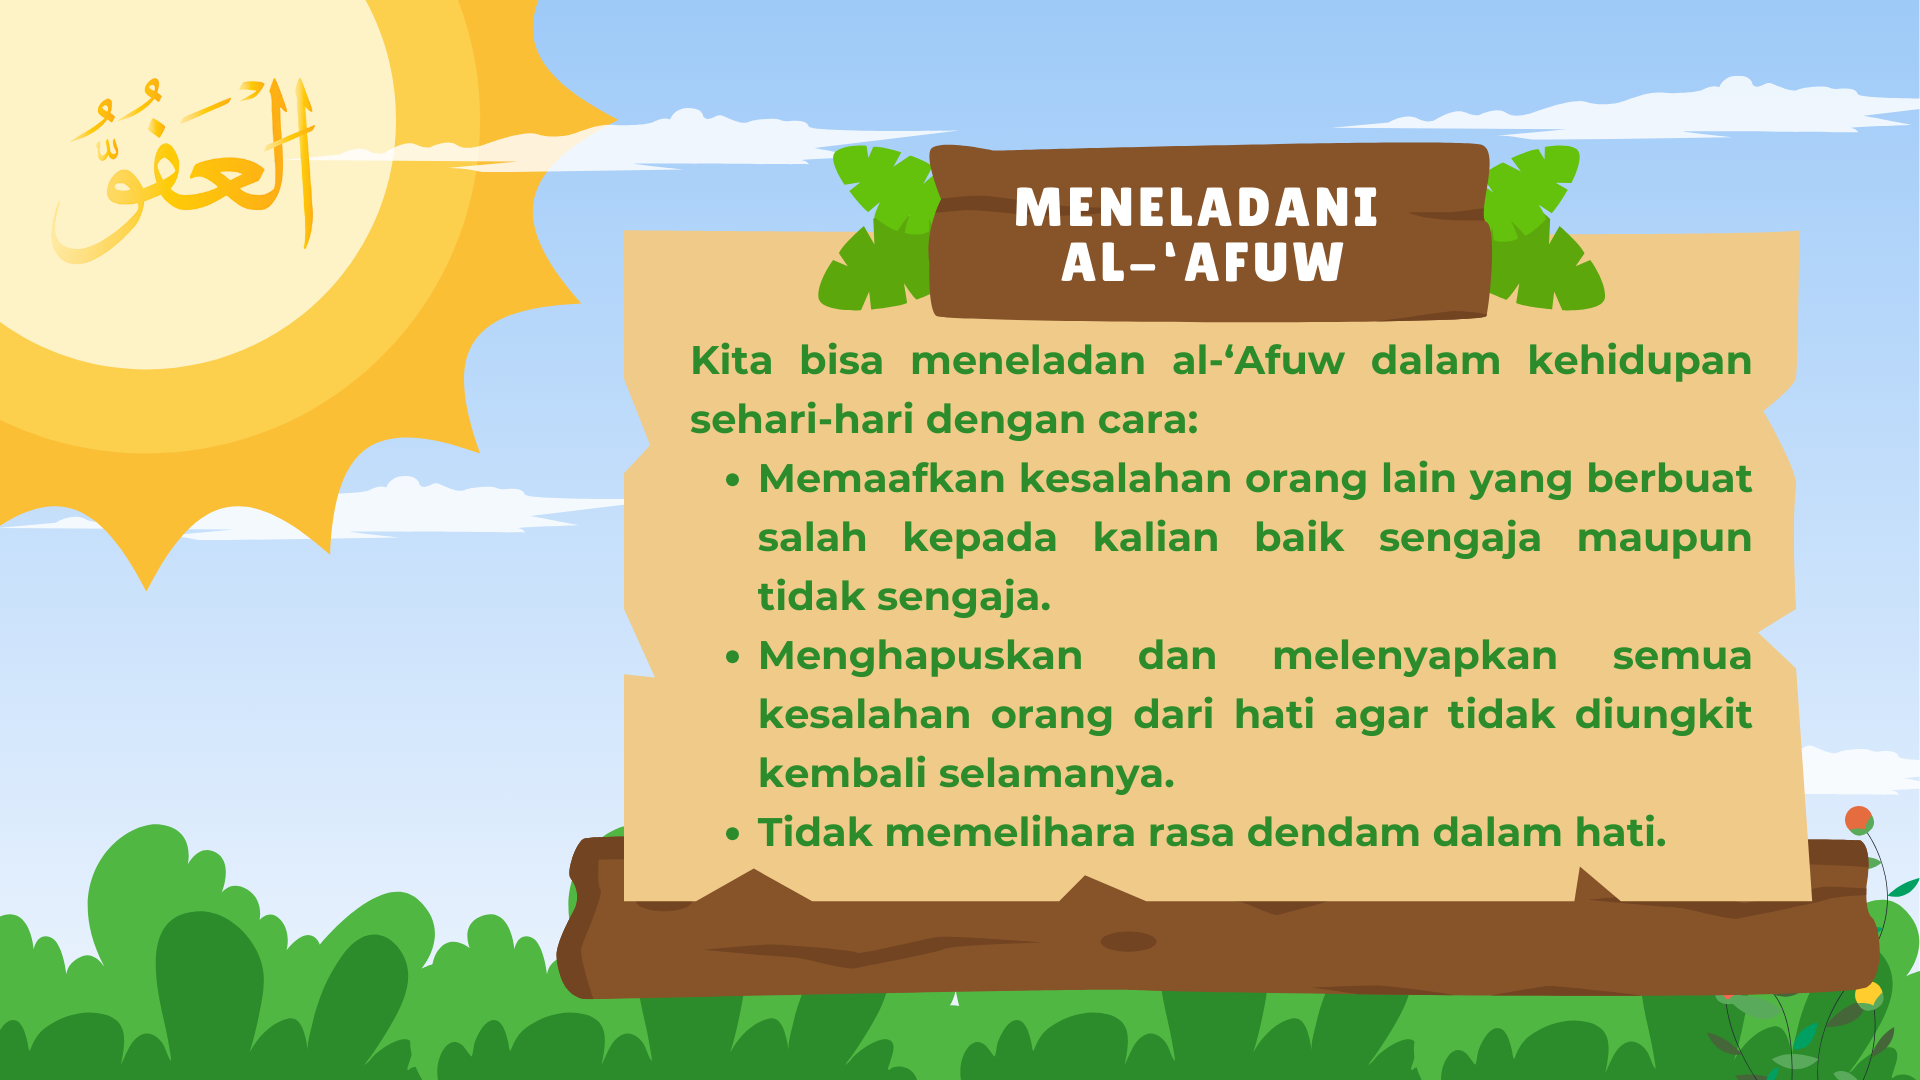 الْعَفُوُّ
MENELADANI
AL-‘AFUW
Kita bisa meneladan al-‘Afuw dalam kehidupan
sehari-hari dengan cara:
• Memaafkan kesalahan orang lain yang berbuat
salah kepada kalian baik sengaja maupun
tidak sengaja.
• Menghapuskan dan melenyapkan semua
kesalahan orang dari hati agar tidak diungkit
kembali selamanya.
• Tidak memelihara rasa dendam dalam hati.